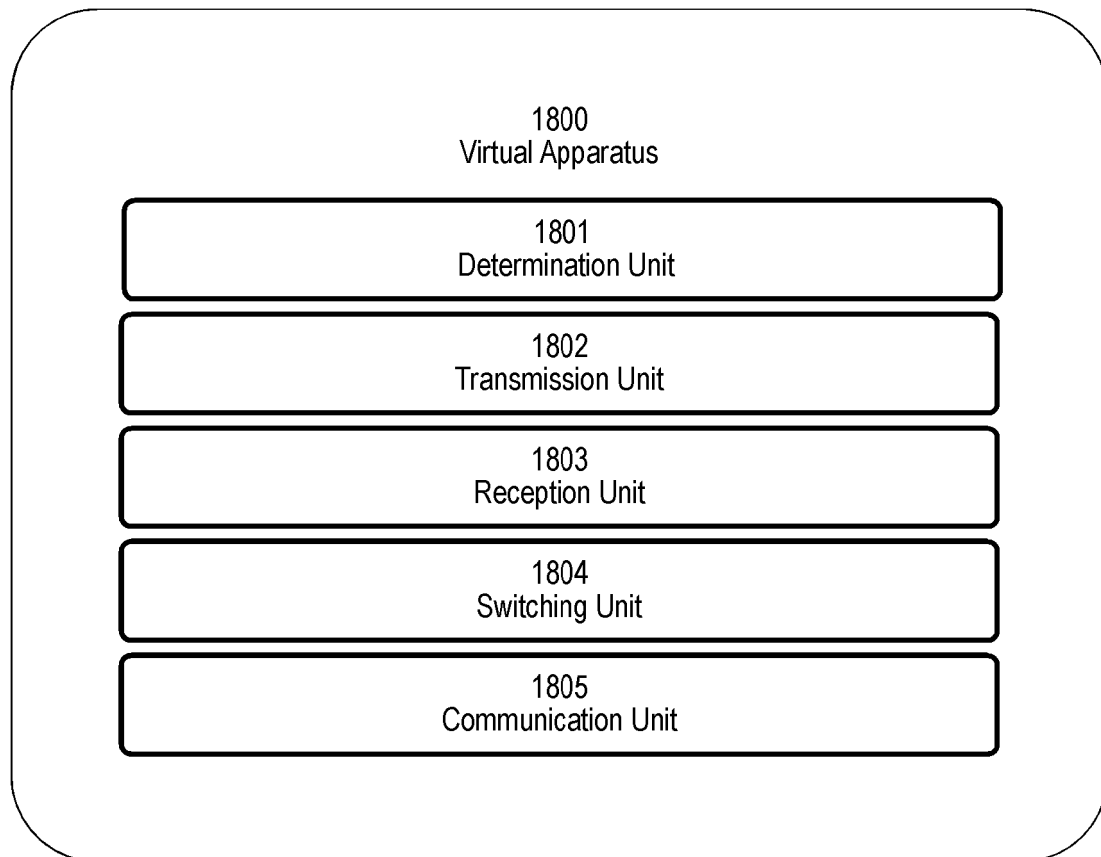 1800
Virtual Apparatus
1801
Determination Unit
1802
Transmission Unit
1803
Reception Unit
1804
Switching Unit
1805
Communication Unit